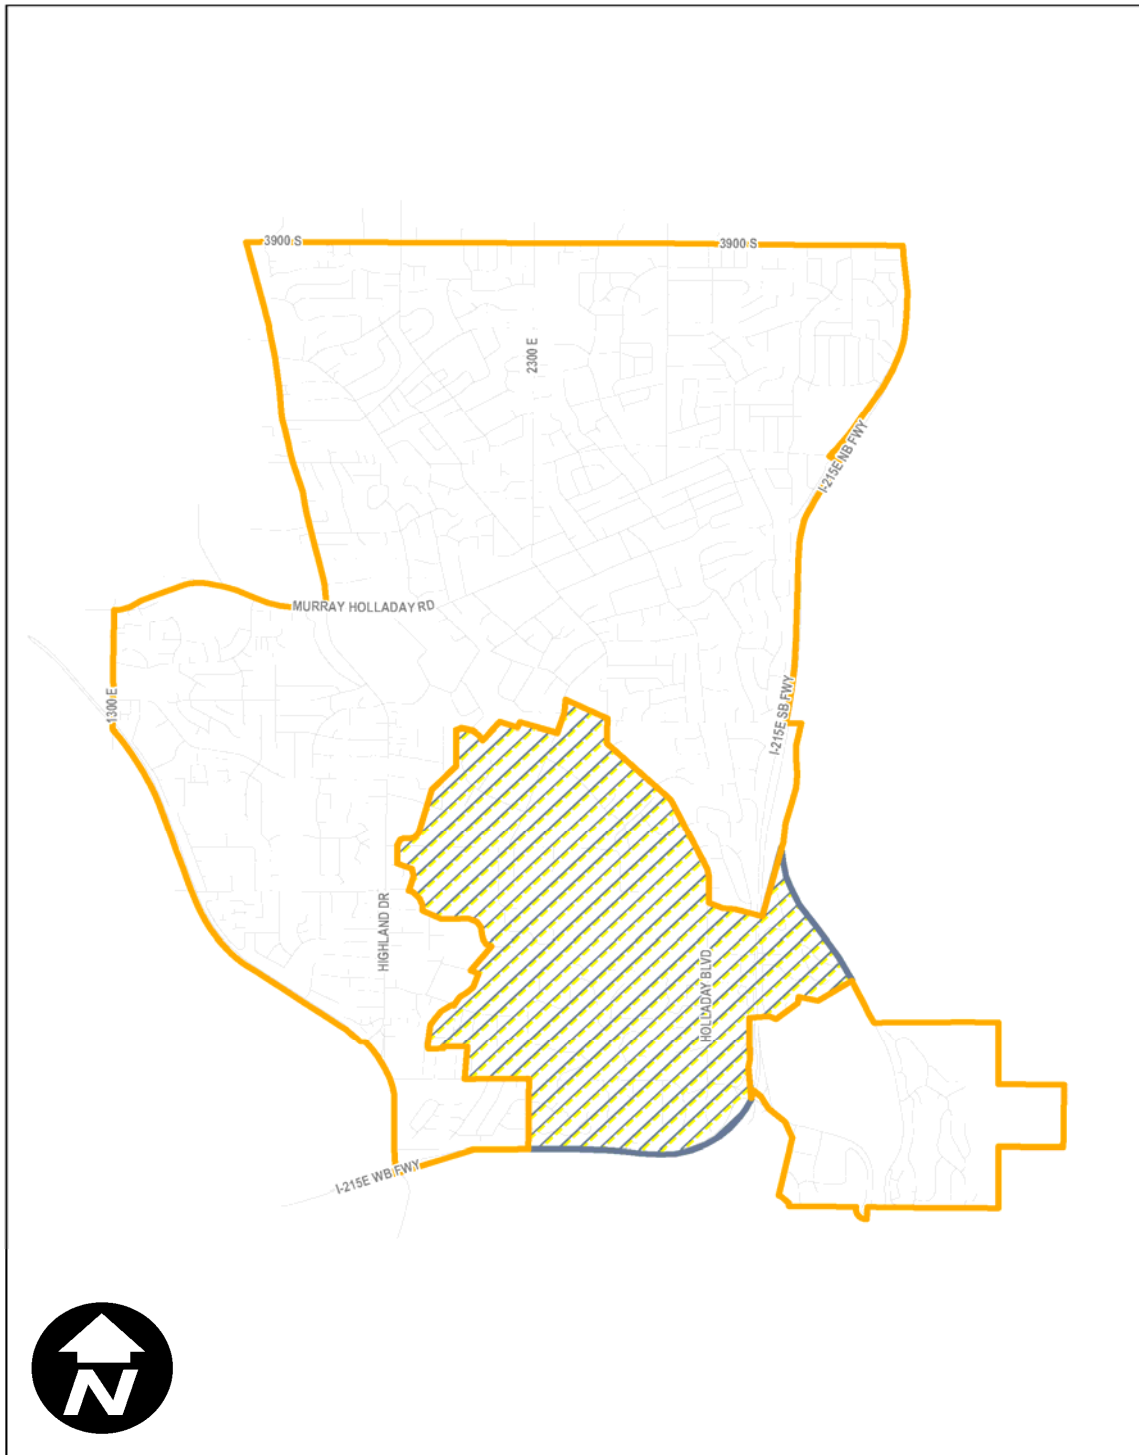 3900 S
3900 S
2300 E
I-215E NB FWY
MURRAY HOLLADAY RD
1300 E
I-215E SB FWY
HIGHLAND DR
HOLLADAY BLVD
I-215E WB FWY
N